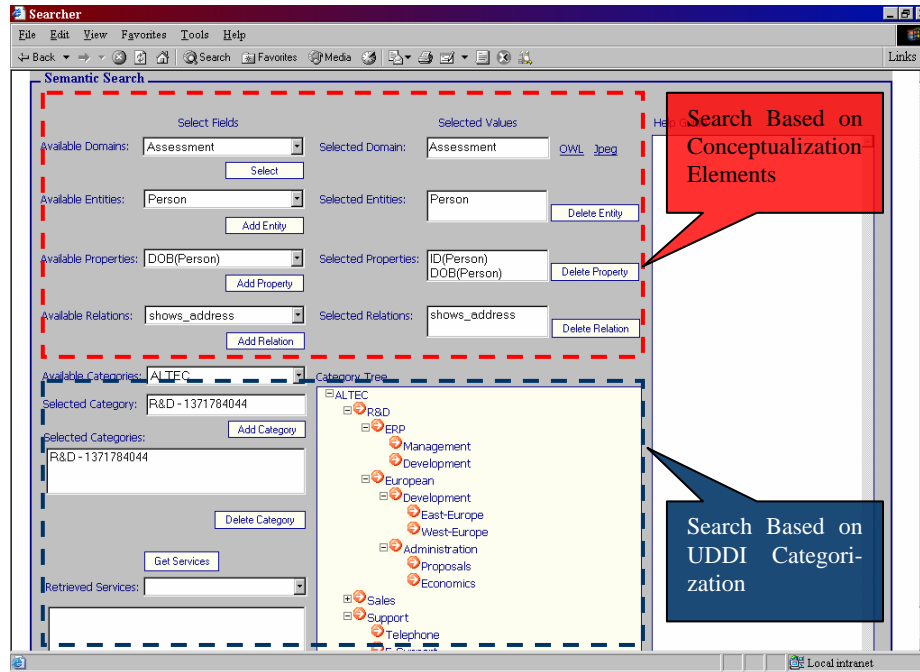 Searcher
File Edit View Favorites Tools Help
Back Search Favorites Media Links
Semantic Search
Select Fields Selected Values
Available Domains: Assessment Selected Domain: Assessment OWL Jpeg
Select
Available Entities: Person Selected Entities: Person
Add Entity Delete Entity
Available Properties: DOB(Person) Selected Properties: ID(Person)
DOB(Person)
Add Property Delete Property
Available Relations: shows_address Selected Relations: shows_address
Add Relation Delete Relation
Search Based on
Conceptualization
Elements
Available Categories: ALTEC Category Tree
Selected Category: R&D - 1371784044
Add Category
Selected Categories:
R&D - 1371784044
Delete Category
Get Services
Retrieved Services:
ALTEC
R&D
ERP
Management
Development
European
Development
East-Europe
West-Europe
Administration
Proposals
Economics
Sales
Support
Telephone
Search Based on
UDDI Categori-
zation
Local intranet